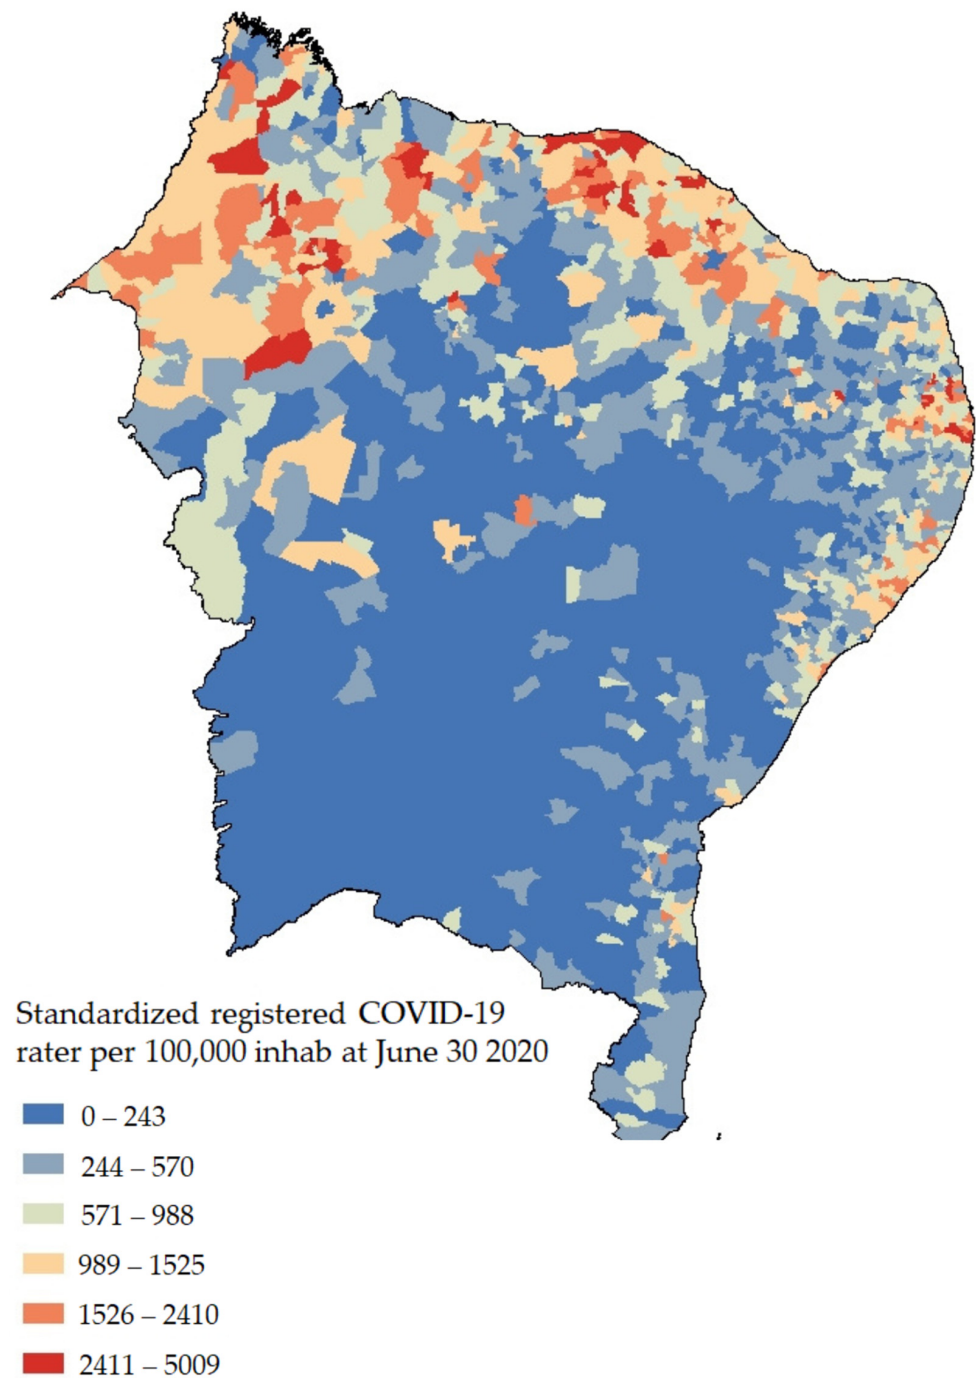 Standardized registered COVID-19
rater per 100,000 inhab at June 30 2020
0 – 243
244 – 570
571 – 988
989 – 1525
1526 – 2410
2411 – 5009